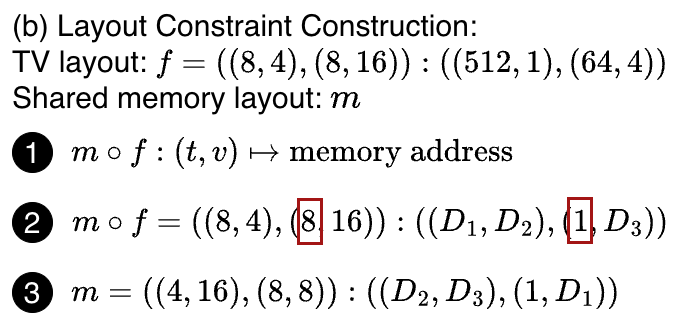 (b) Layout Constraint Construction:
TV layout: f = ((8, 4), (8, 16)) : ((512, 1), (64, 4))
Shared memory layout: m
1 m ∘ f : (t, v) ↦ memory address
2 m ∘ f = ((8, 4), (8, 16)) : ((D₁, D₂), (1, D₃))
3 m = ((4, 16), (8, 8)) : ((D₂, D₃), (1, D₁))